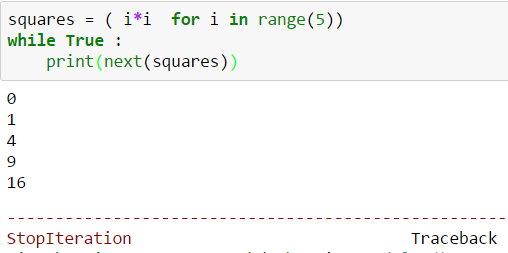 squares = ( i*i  for i in range(5))
while True :
    print(next(squares))
0
1
4
9
16
------------------------------------------------------
StopIteration                            Traceback